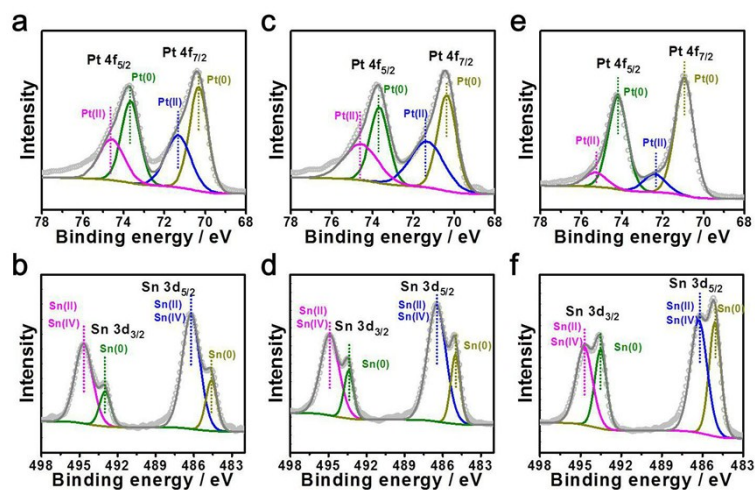 a
Pt 4f5/2
Pt 4f7/2
Pt(0)
Pt(0)
Pt(II)
Pt(II)
Intensity
78 76 74 72 70 68
Binding energy / eV
c
Pt 4f5/2
Pt 4f7/2
Pt(0)
Pt(0)
Pt(II)
Pt(II)
Intensity
78 76 74 72 70 68
Binding energy / eV
e
Pt 4f5/2
Pt 4f7/2
Pt(0)
Pt(0)
Pt(II)
Pt(II)
Intensity
78 76 74 72 70 68
Binding energy / eV
b
Sn 3d5/2
Sn(II)
Sn(IV)
Sn(II)
Sn(IV)
Sn 3d3/2
Sn(0)
Sn(0)
Intensity
498 495 492 489 486 483
Binding energy / eV
d
Sn 3d5/2
Sn(II)
Sn(IV)
Sn(II)
Sn(IV)
Sn 3d3/2
Sn(0)
Sn(0)
Intensity
498 495 492 489 486 483
Binding energy / eV
f
Sn 3d5/2
Sn(II)
Sn(IV)
Sn(0)
Sn 3d3/2
Sn(II)
Sn(IV)
Sn(0)
Intensity
498 495 492 489 486 483
Binding energy / eV